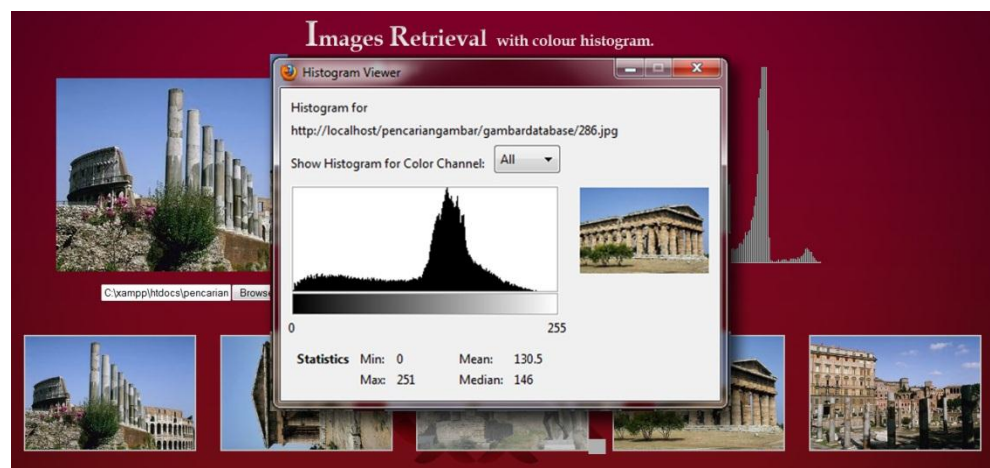 Images Retrieval with colour histogram.
Histogram Viewer
Histogram for
http://localhost/pencariangambar/gambardatabase/286.jpg
Show Histogram for Color Channel: All
C:\xampp\htdocs\pencarian Brows
0 255
Statistics Min: 0 Mean: 130.5
Max: 251 Median: 146